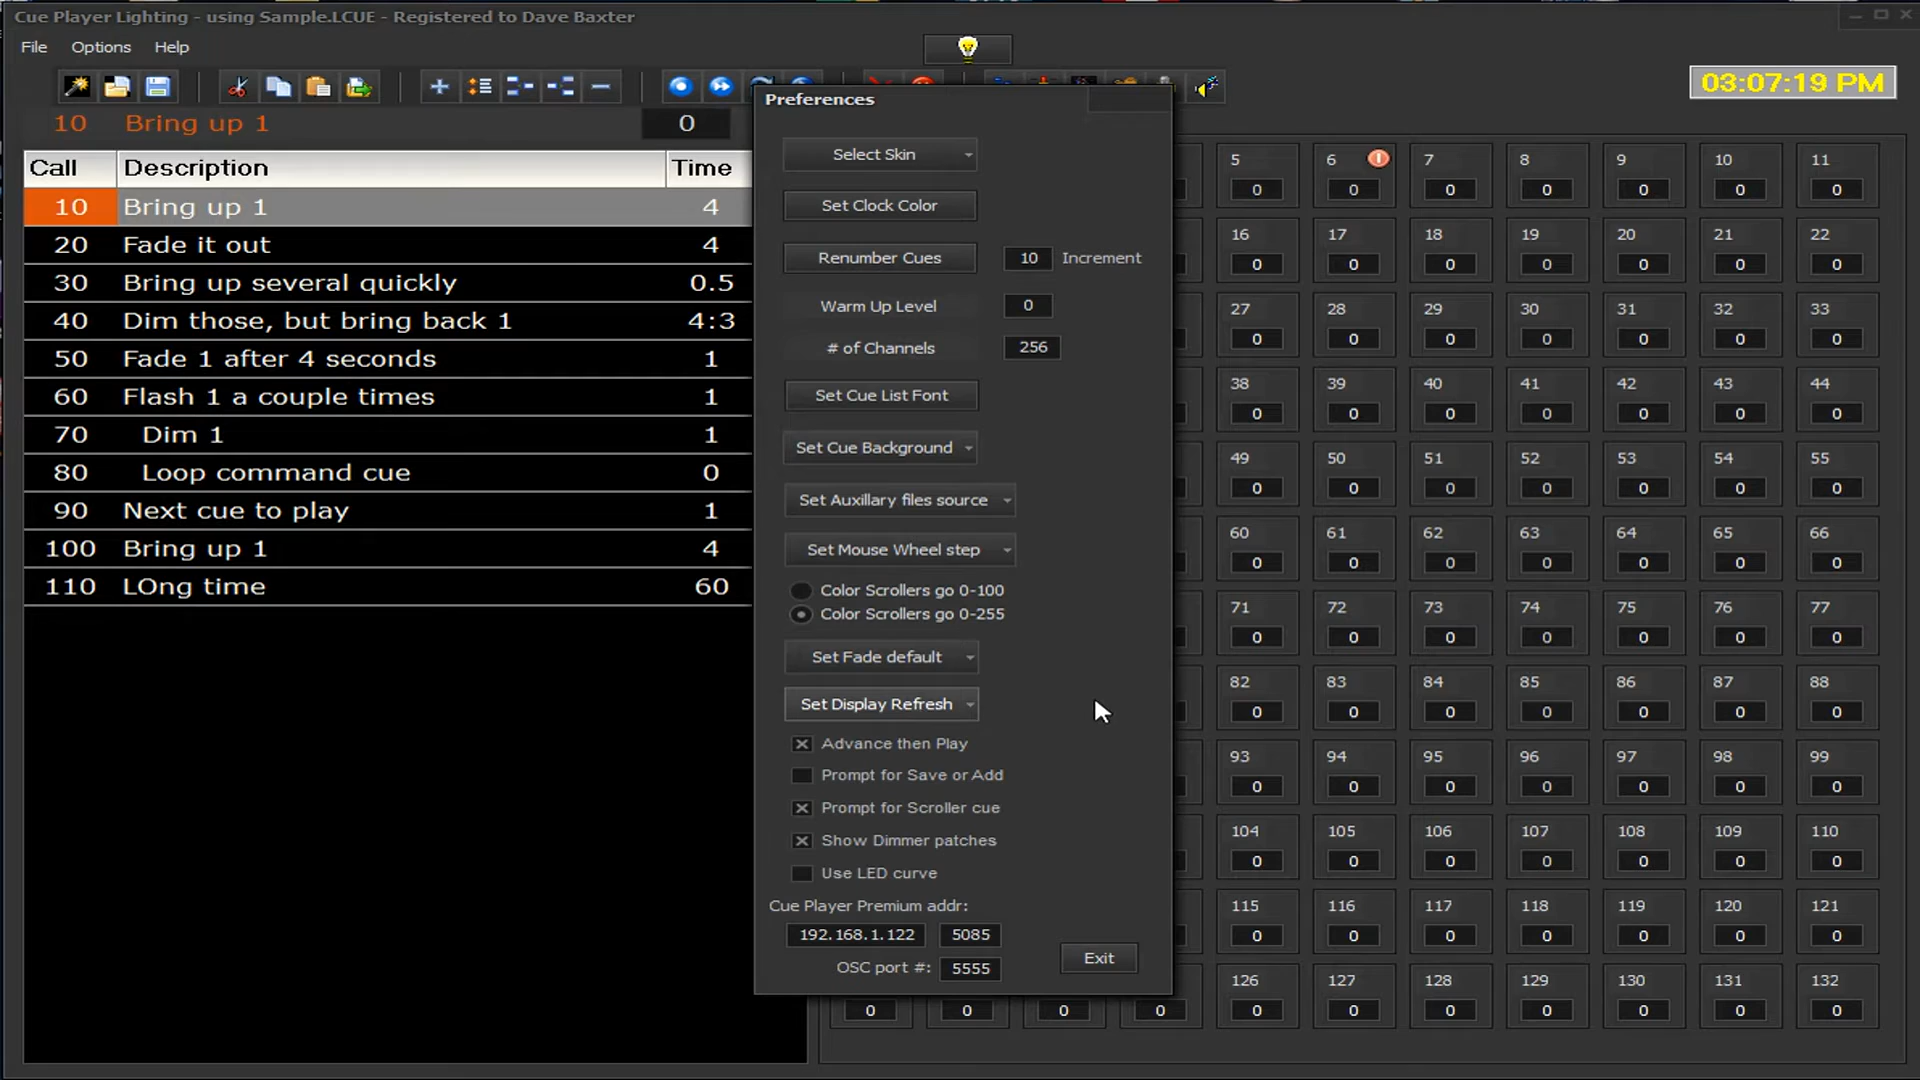 Cue Player Lighting - using Sample.LCUE - Registered to Dave Baxter
File Options Help
03:07:19 PM
10 Bring up 1 0
Call Description Time
10 Bring up 1 4
20 Fade it out 4
30 Bring up several quickly 0.5
40 Dim those, but bring back 1 4:3
50 Fade 1 after 4 seconds 1
60 Flash 1 a couple times 1
70 Dim 1 1
80 Loop command cue 0
90 Next cue to play 1
100 Bring up 1 4
110 LOng time 60
Preferences
Select Skin
Set Clock Color
Renumber Cues 10 Increment
Warm Up Level 0
# of Channels 256
Set Cue List Font
Set Cue Background
Set Auxillary files source
Set Mouse Wheel step
Color Scrollers go 0-100
Color Scrollers go 0-255
Set Fade default
Set Display Refresh
Advance then Play
Prompt for Save or Add
Prompt for Scroller cue
Show Dimmer patches
Use LED curve
Cue Player Premium addr:
192.168.1.122 5085
OSC port #: 5555
Exit
5 6 7 8 9 10 11
0 0 0 0 0 0 0
16 17 18 19 20 21 22
0 0 0 0 0 0 0
27 28 29 30 31 32 33
0 0 0 0 0 0 0
38 39 40 41 42 43 44
0 0 0 0 0 0 0
49 50 51 52 53 54 55
0 0 0 0 0 0 0
60 61 62 63 64 65 66
0 0 0 0 0 0 0
71 72 73 74 75 76 77
0 0 0 0 0 0 0
82 83 84 85 86 87 88
0 0 0 0 0 0 0
93 94 95 96 97 98 99
0 0 0 0 0 0 0
104 105 106 107 108 109 110
0 0 0 0 0 0 0
115 116 117 118 119 120 121
0 0 0 0 0 0 0
126 127 128 129 130 131 132
0 0 0 0 0 0 0 0 0 0 0